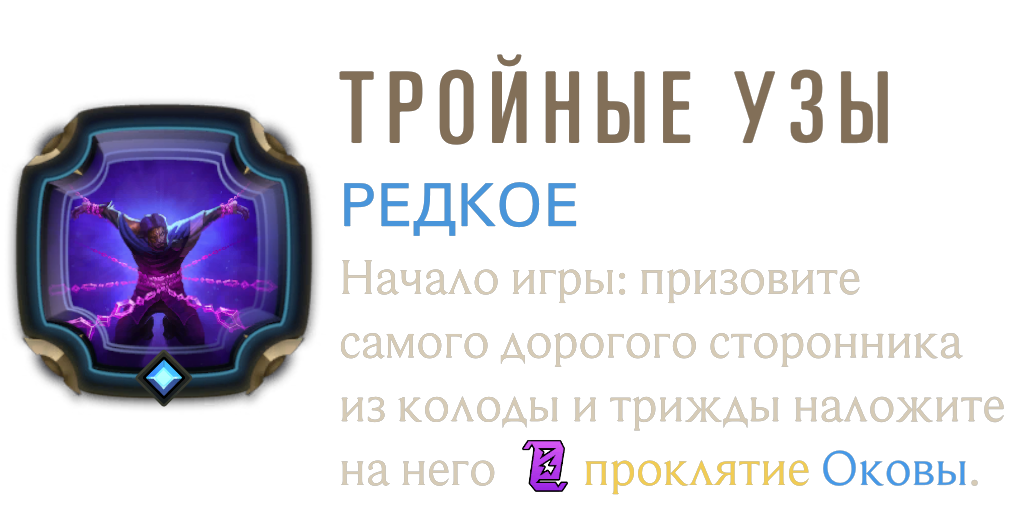 ТРОЙНЫЕ УЗЫ
РЕДКОЕ
Начало игры: призовите
самого дорогого сторонника
из колоды и трижды наложите
на него проклятие Оковы.